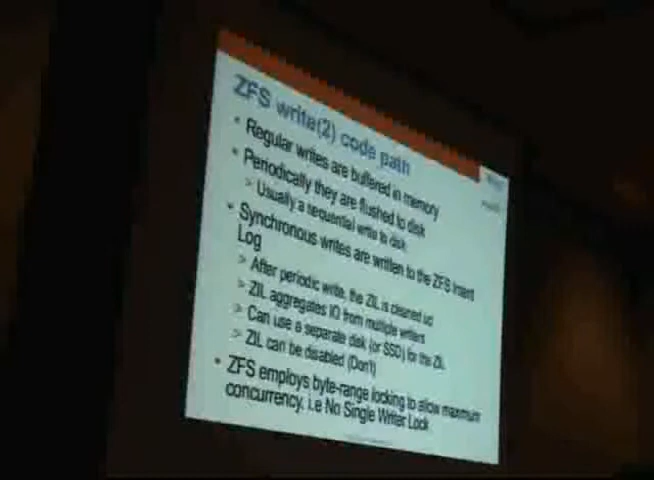 ZFS write(2) code path
• Regular writes are buffered in memory
• Periodically they are flushed to disk
> Usually a sequential write to disk
• Synchronous writes are written to the ZFS Intent
Log
> After periodic write, the ZIL is cleaned up
> ZIL aggregates IO from multiple writers
> Can use a separate disk (or SSD) for the ZIL
> ZIL can be disabled (Don't)
• ZFS employs byte-range locking to allow maximum
concurrency. i.e No Single Writer Lock